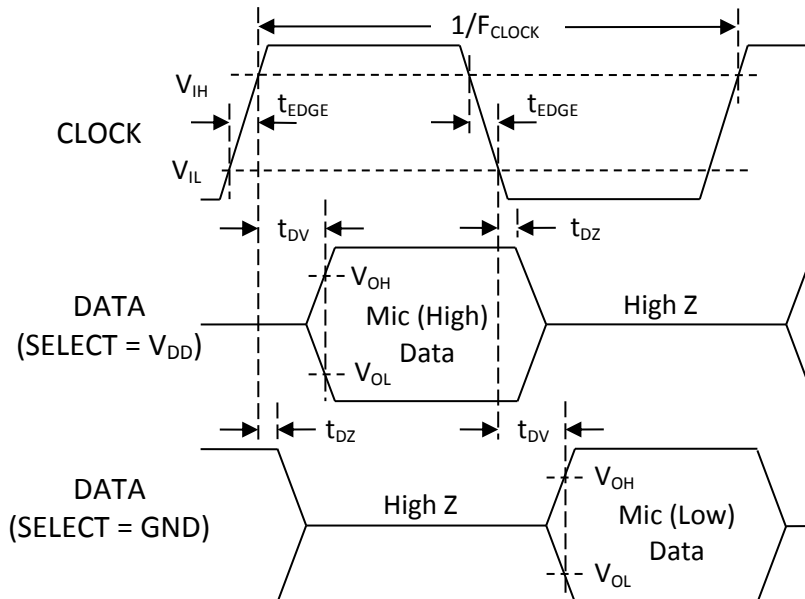 1/FCLOCK
VIH
tEDGE
tEDGE
CLOCK
VIL
tDV
tDZ
VOH
DATA
(SELECT = VDD)
Mic (High)
Data
High Z
VOL
tDZ
tDV
DATA
(SELECT = GND)
High Z
VOH
Mic (Low)
Data
VOL